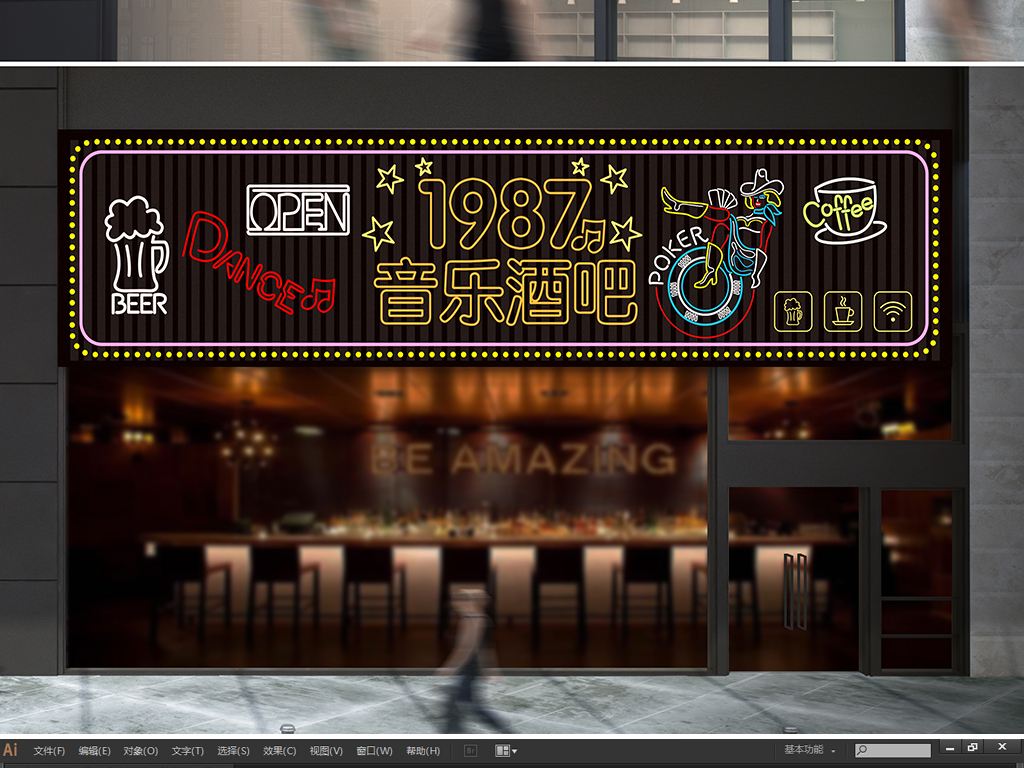 OPEN
1987
DANCE
音乐酒吧
BEER
POKER
Coffee
BE AMAZING
Ai 文件(F) 编辑(E) 对象(O) 文字(T) 选择(S) 效果(C) 视图(V) 窗口(W) 帮助(H) Br 基本功能